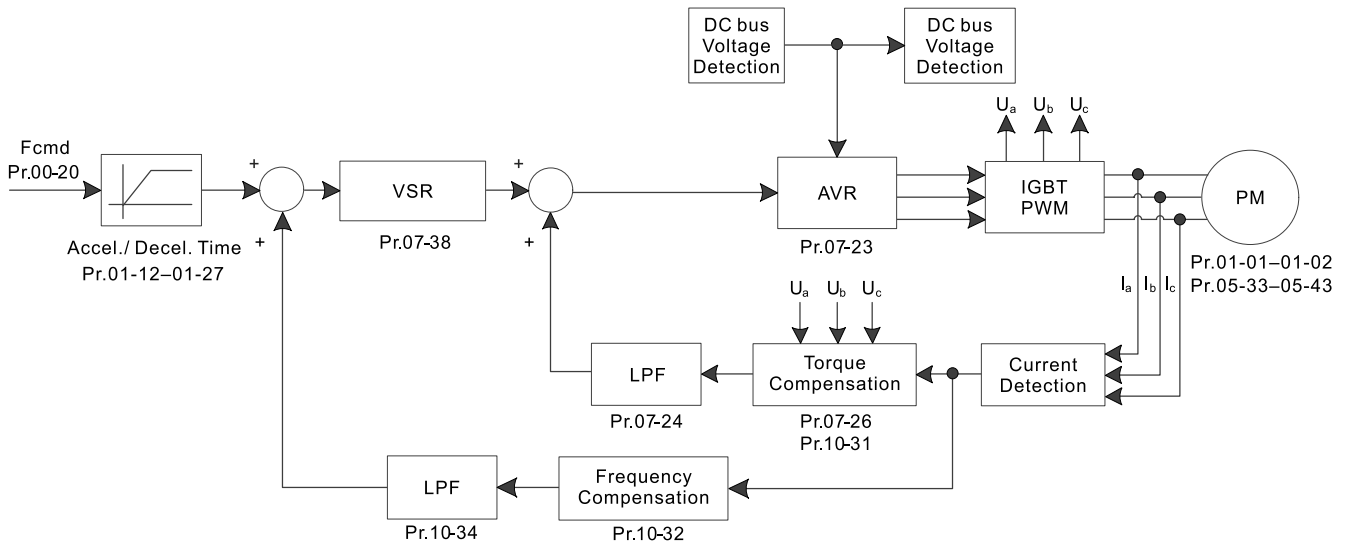 DC bus
Voltage
Detection
DC bus
Voltage
Detection
Ua
Ub
Uc
Fcmd
Pr.00-20
+
VSR
+
AVR
IGBT
PWM
PM
Accel./ Decel. Time
Pr.01-12–01-27
+
Pr.07-38
+
Pr.07-23
Pr.01-01–01-02
Pr.05-33–05-43
Ia
Ib
Ic
Ua
Ub
Uc
LPF
Torque
Compensation
Current
Detection
Pr.07-24
Pr.07-26
Pr.10-31
LPF
Frequency
Compensation
Pr.10-34
Pr.10-32